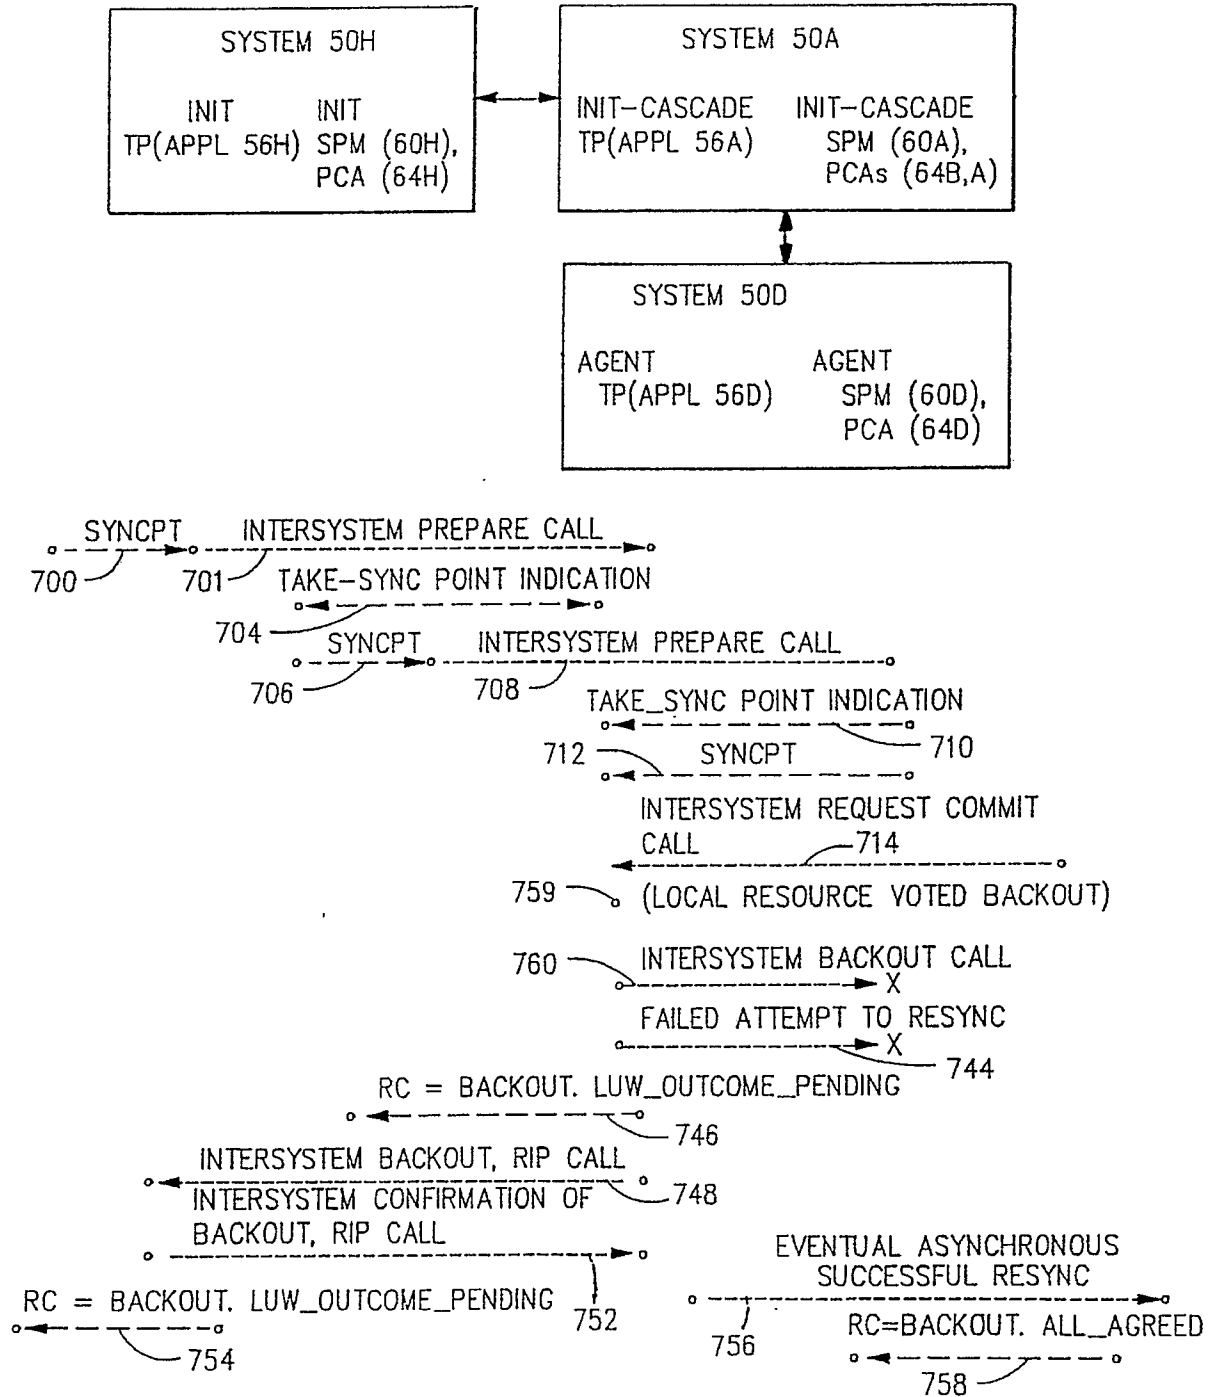 SYSTEM 50H
INIT INIT
TP(APPL 56H) SPM (60H),
PCA (64H)
SYSTEM 50A
INIT-CASCADE INIT-CASCADE
TP(APPL 56A) SPM (60A),
PCAs (64B,A)
SYSTEM 50D
AGENT AGENT
TP(APPL 56D) SPM (60D),
PCA (64D)
SYNCPT INTERSYSTEM PREPARE CALL
700 701
TAKE-SYNC POINT INDICATION
704
SYNCPT INTERSYSTEM PREPARE CALL
706 708
TAKE_SYNC POINT INDICATION
710
712 SYNCPT
INTERSYSTEM REQUEST COMMIT
CALL 714
759 (LOCAL RESOURCE VOTED BACKOUT)
760 INTERSYSTEM BACKOUT CALL
X
FAILED ATTEMPT TO RESYNC
X
744
RC = BACKOUT. LUW_OUTCOME_PENDING
746
INTERSYSTEM BACKOUT, RIP CALL
748
INTERSYSTEM CONFIRMATION OF
BACKOUT, RIP CALL
752
EVENTUAL ASYNCHRONOUS
SUCCESSFUL RESYNC
756
RC = BACKOUT. LUW_OUTCOME_PENDING
754
RC=BACKOUT. ALL_AGREED
758